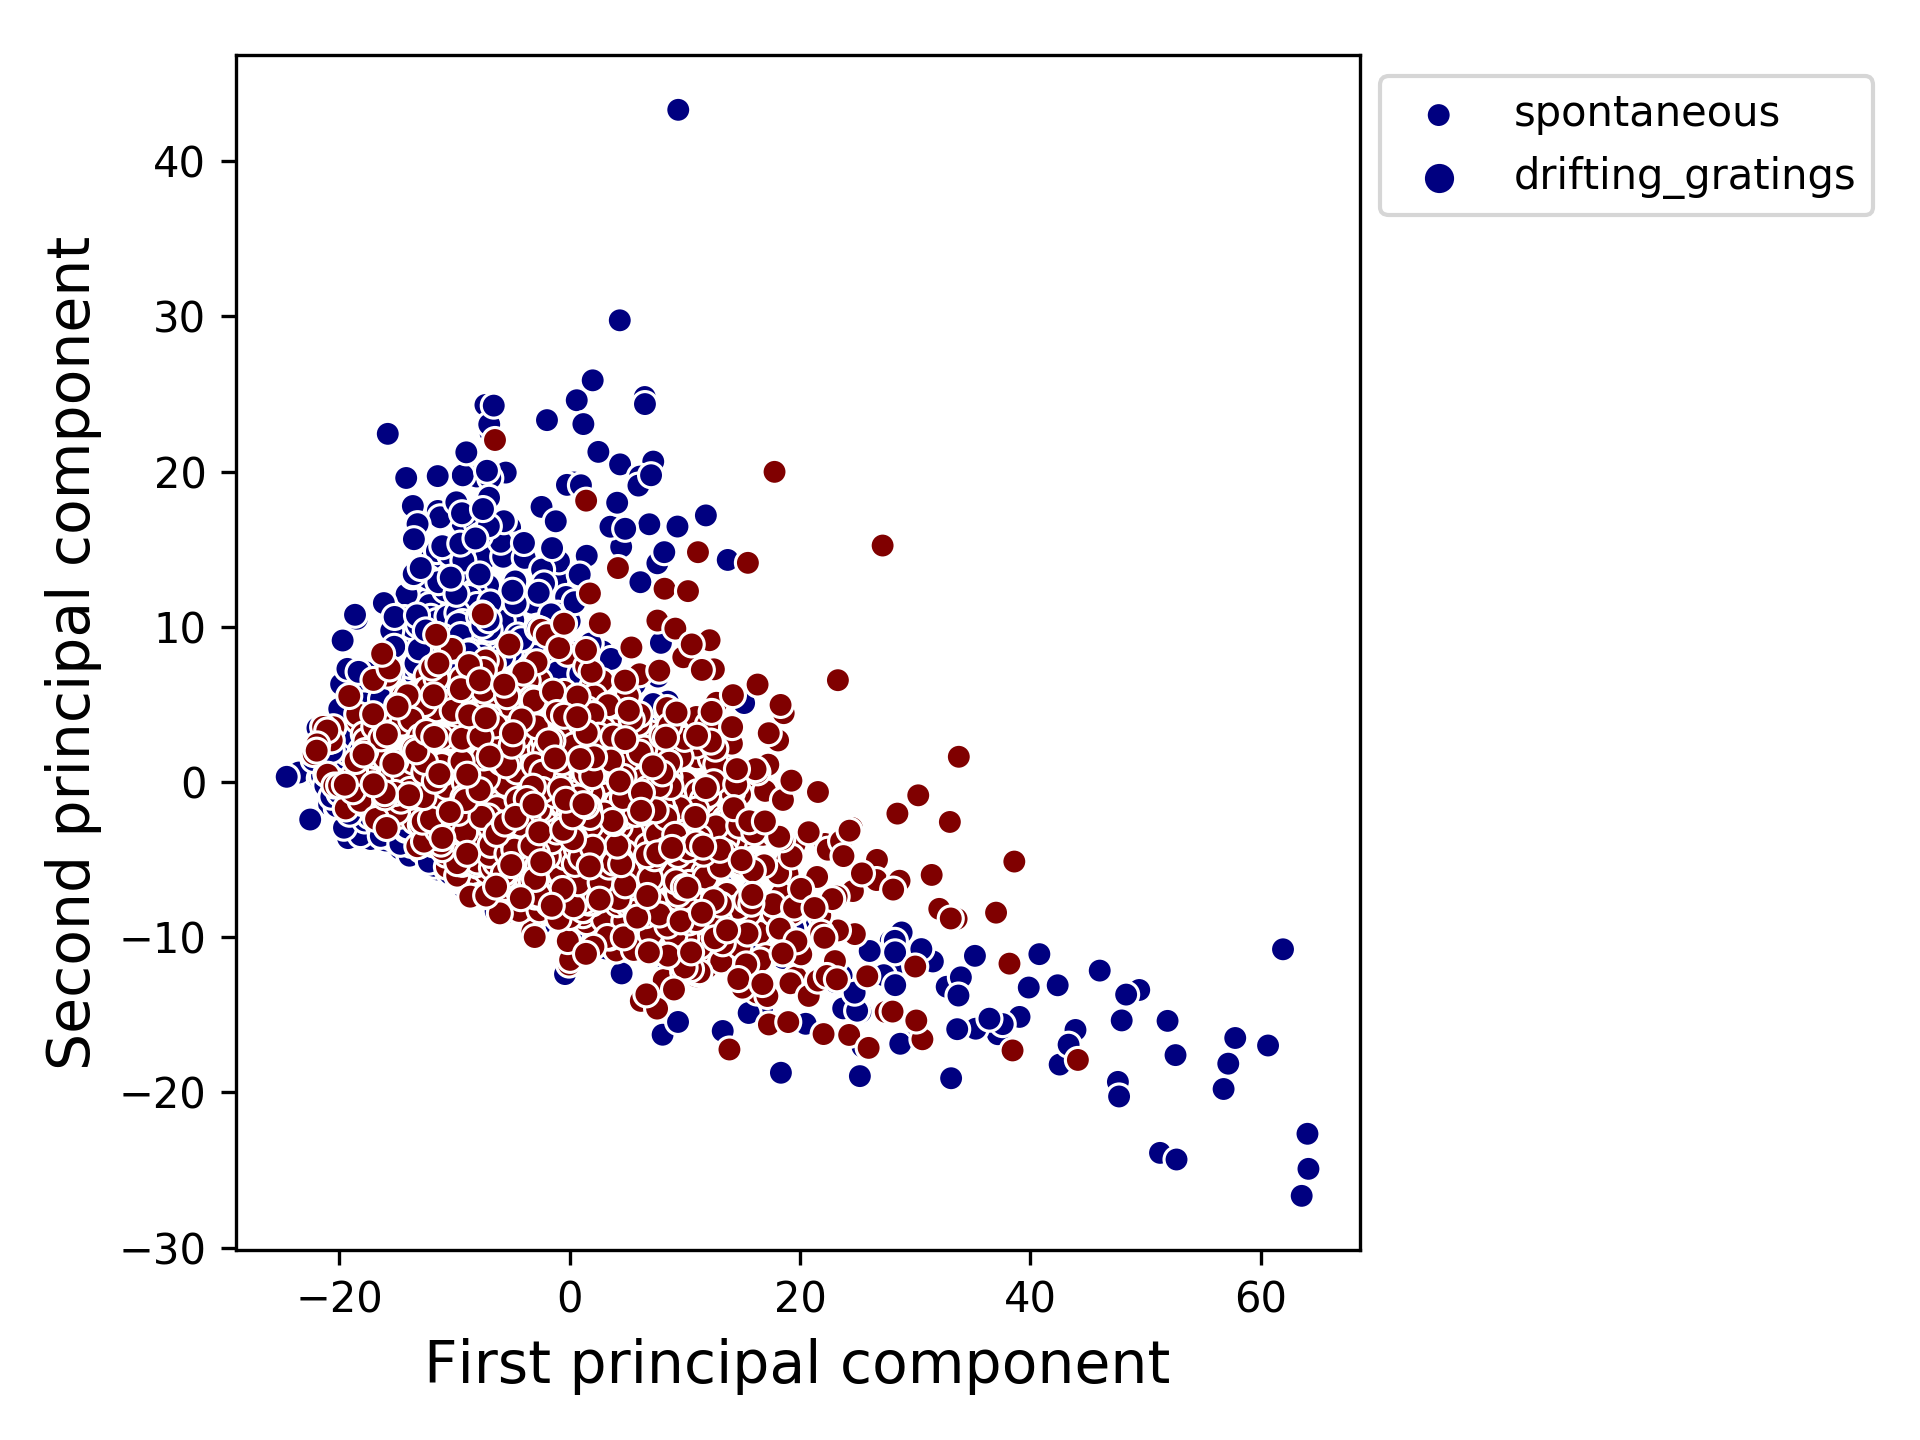 spontaneous
drifting_gratings
Second principal component
40
30
20
10
0
−10
−20
−30
−20 0 20 40 60
First principal component